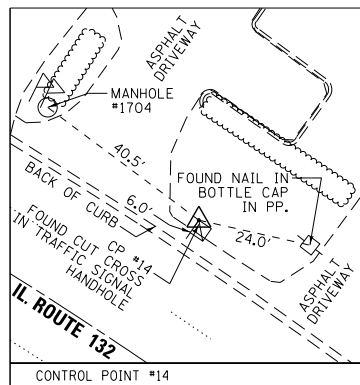 ASPHALT
DRIVEWAY
MANHOLE
#1704
40.5'
FOUND NAIL IN
BOTTLE CAP
IN PP.
BACK OF CURB
6.0'
24.0'
CP #14
FOUND CUT CROSS
IN TRAFFIC SIGNAL
HANDHOLE
ASPHALT
DRIVEWAY
IL. ROUTE 132
CONTROL POINT #14